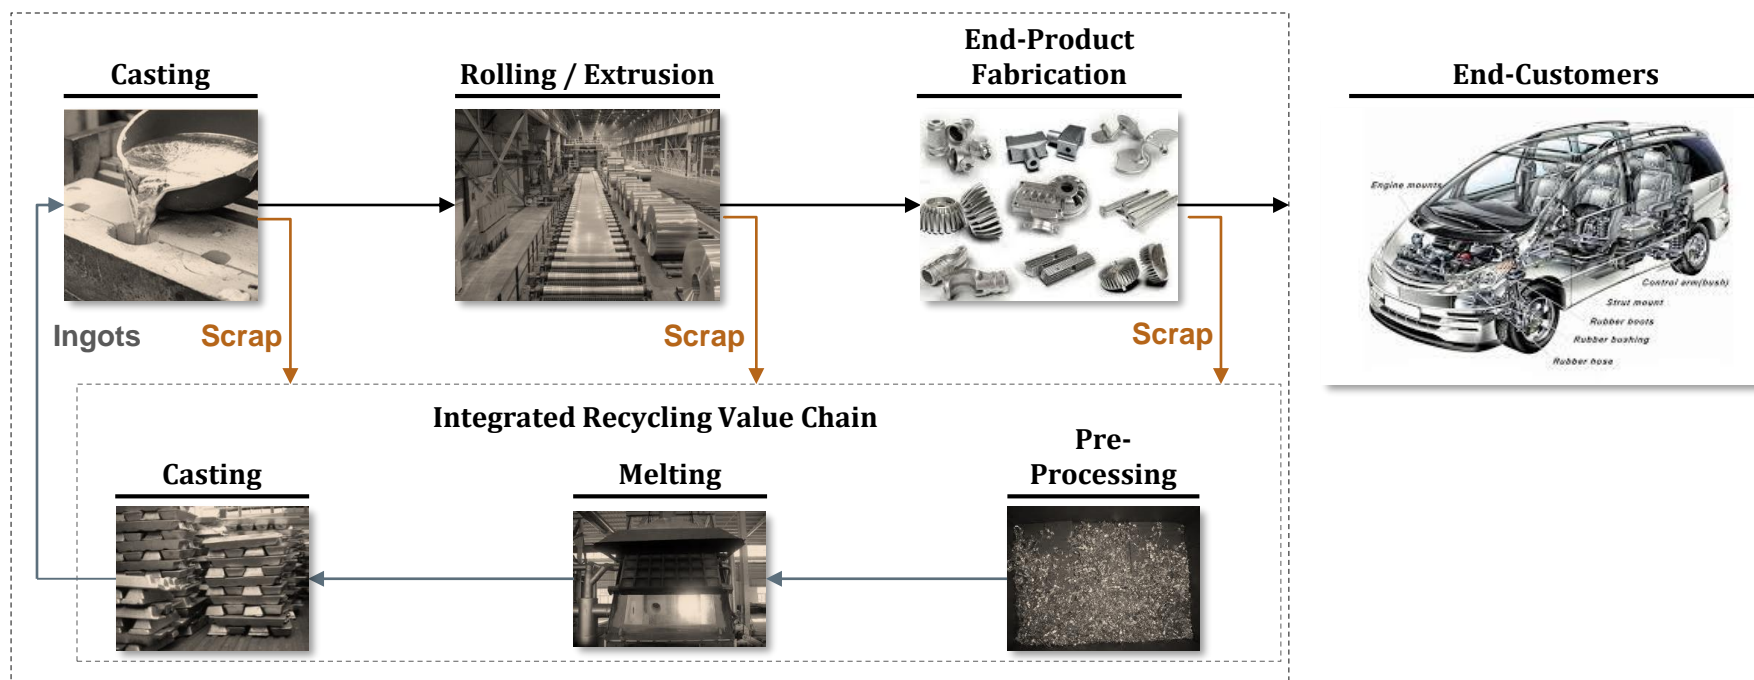 Casting
Rolling / Extrusion
End-Product
Fabrication
End-Customers
Engine mounts
Control arm(bush)
Strut mount
Rubber boots
Rubber bushing
Rubber hose
Ingots
Scrap
Scrap
Scrap
Integrated Recycling Value Chain
Casting
Melting
Pre-
Processing